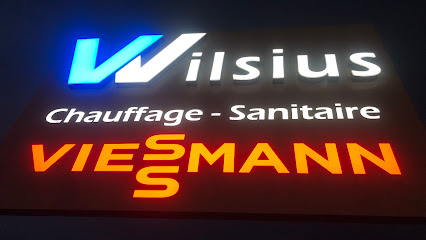 Wilsius
Chauffage - Sanitaire
VIESSMANN